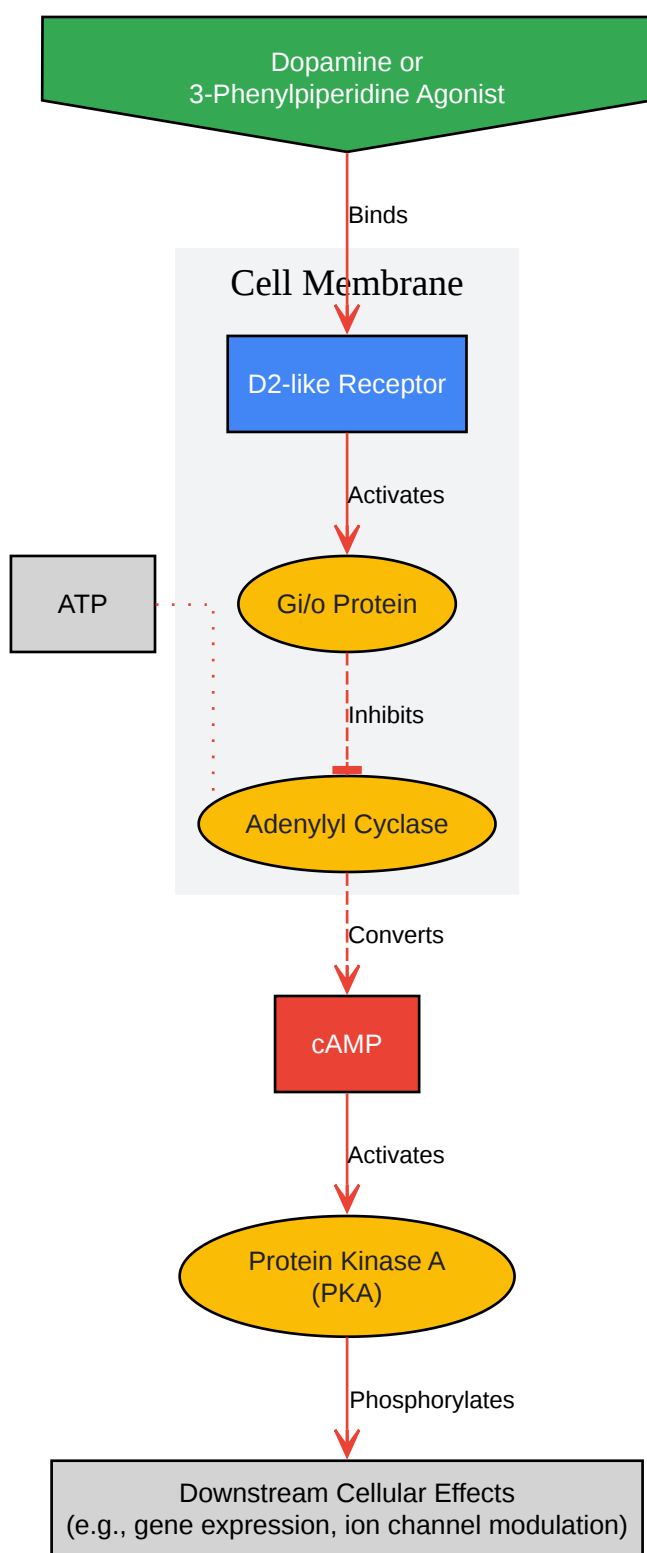 Dopamine or
3-Phenylpiperidine Agonist
Binds
Cell Membrane
D2-like Receptor
Activates
ATP
Gi/o Protein
Inhibits
Adenylyl Cyclase
Converts
cAMP
Activates
Protein Kinase A
(PKA)
Phosphorylates
Downstream Cellular Effects
(e.g., gene expression, ion channel modulation)